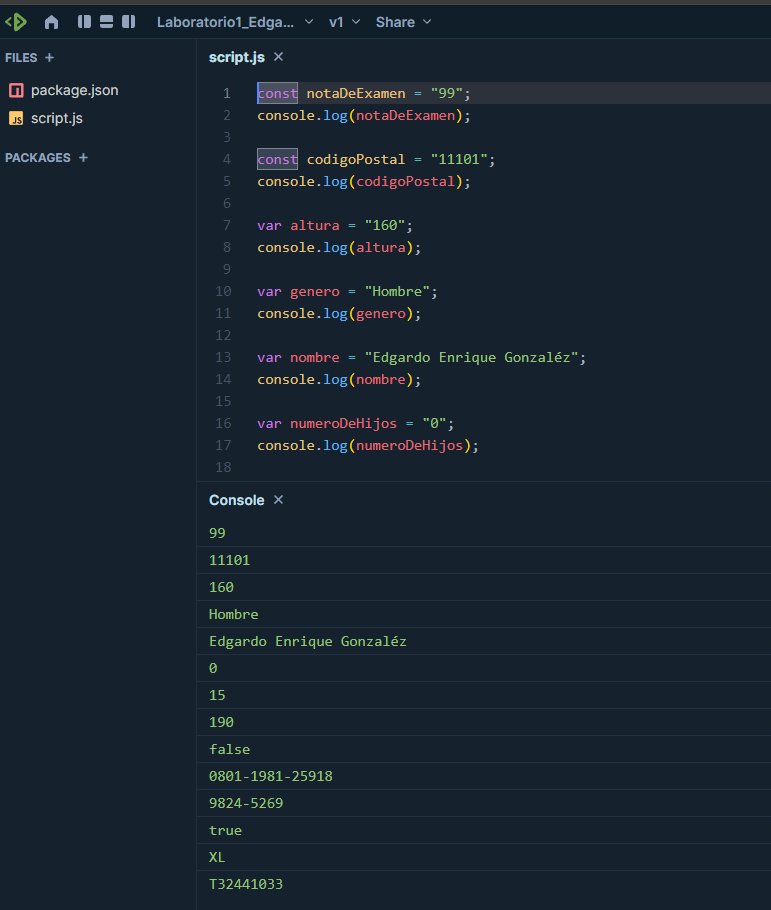 Laboratorio1_Edga... v1 Share
FILES +
package.json
script.js
PACKAGES +
script.js ×
1 const notaDeExamen = "99";
2 console.log(notaDeExamen);
3
4 const codigoPostal = "11101";
5 console.log(codigoPostal);
6
7 var altura = "160";
8 console.log(altura);
9
10 var genero = "Hombre";
11 console.log(genero);
12
13 var nombre = "Edgardo Enrique Gonzaléz";
14 console.log(nombre);
15
16 var numeroDeHijos = "0";
17 console.log(numeroDeHijos);
18
Console ×
99
11101
160
Hombre
Edgardo Enrique Gonzaléz
0
15
190
false
0801-1981-25918
9824-5269
true
XL
T32441033